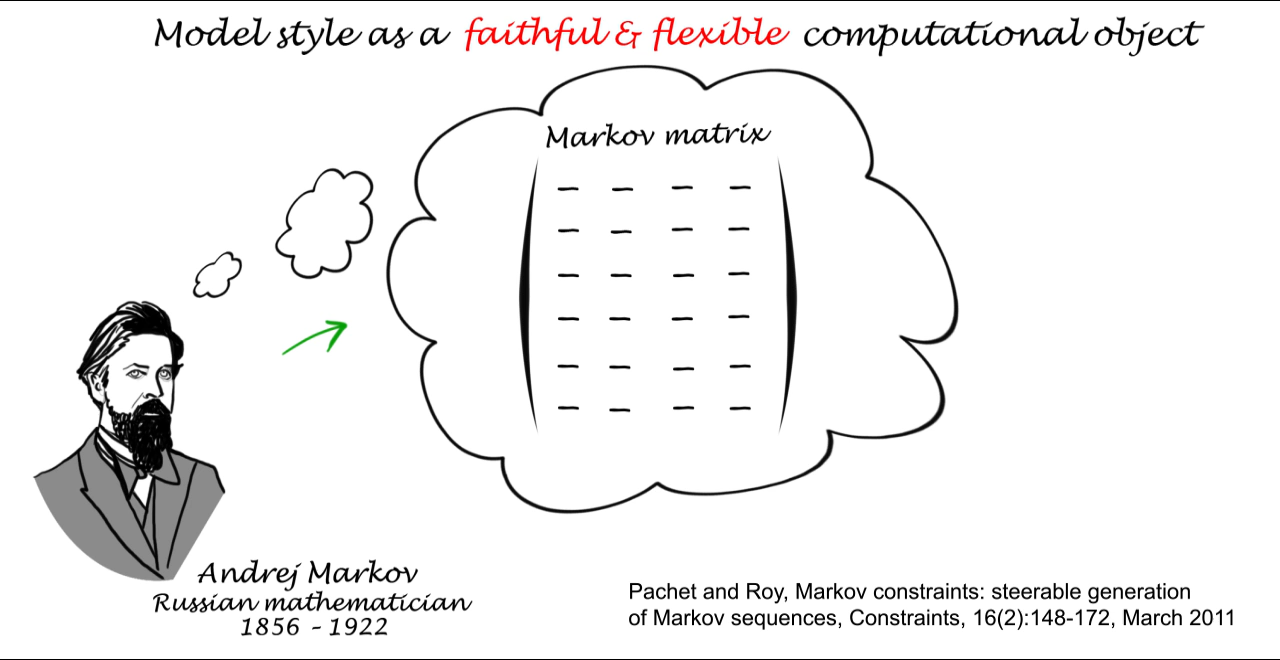 Model style as a faithful & flexible computational object
Markov matrix
Andrej Markov
Russian mathematician
1856 - 1922
Pachet and Roy, Markov constraints: steerable generation
of Markov sequences, Constraints, 16(2):148-172, March 2011